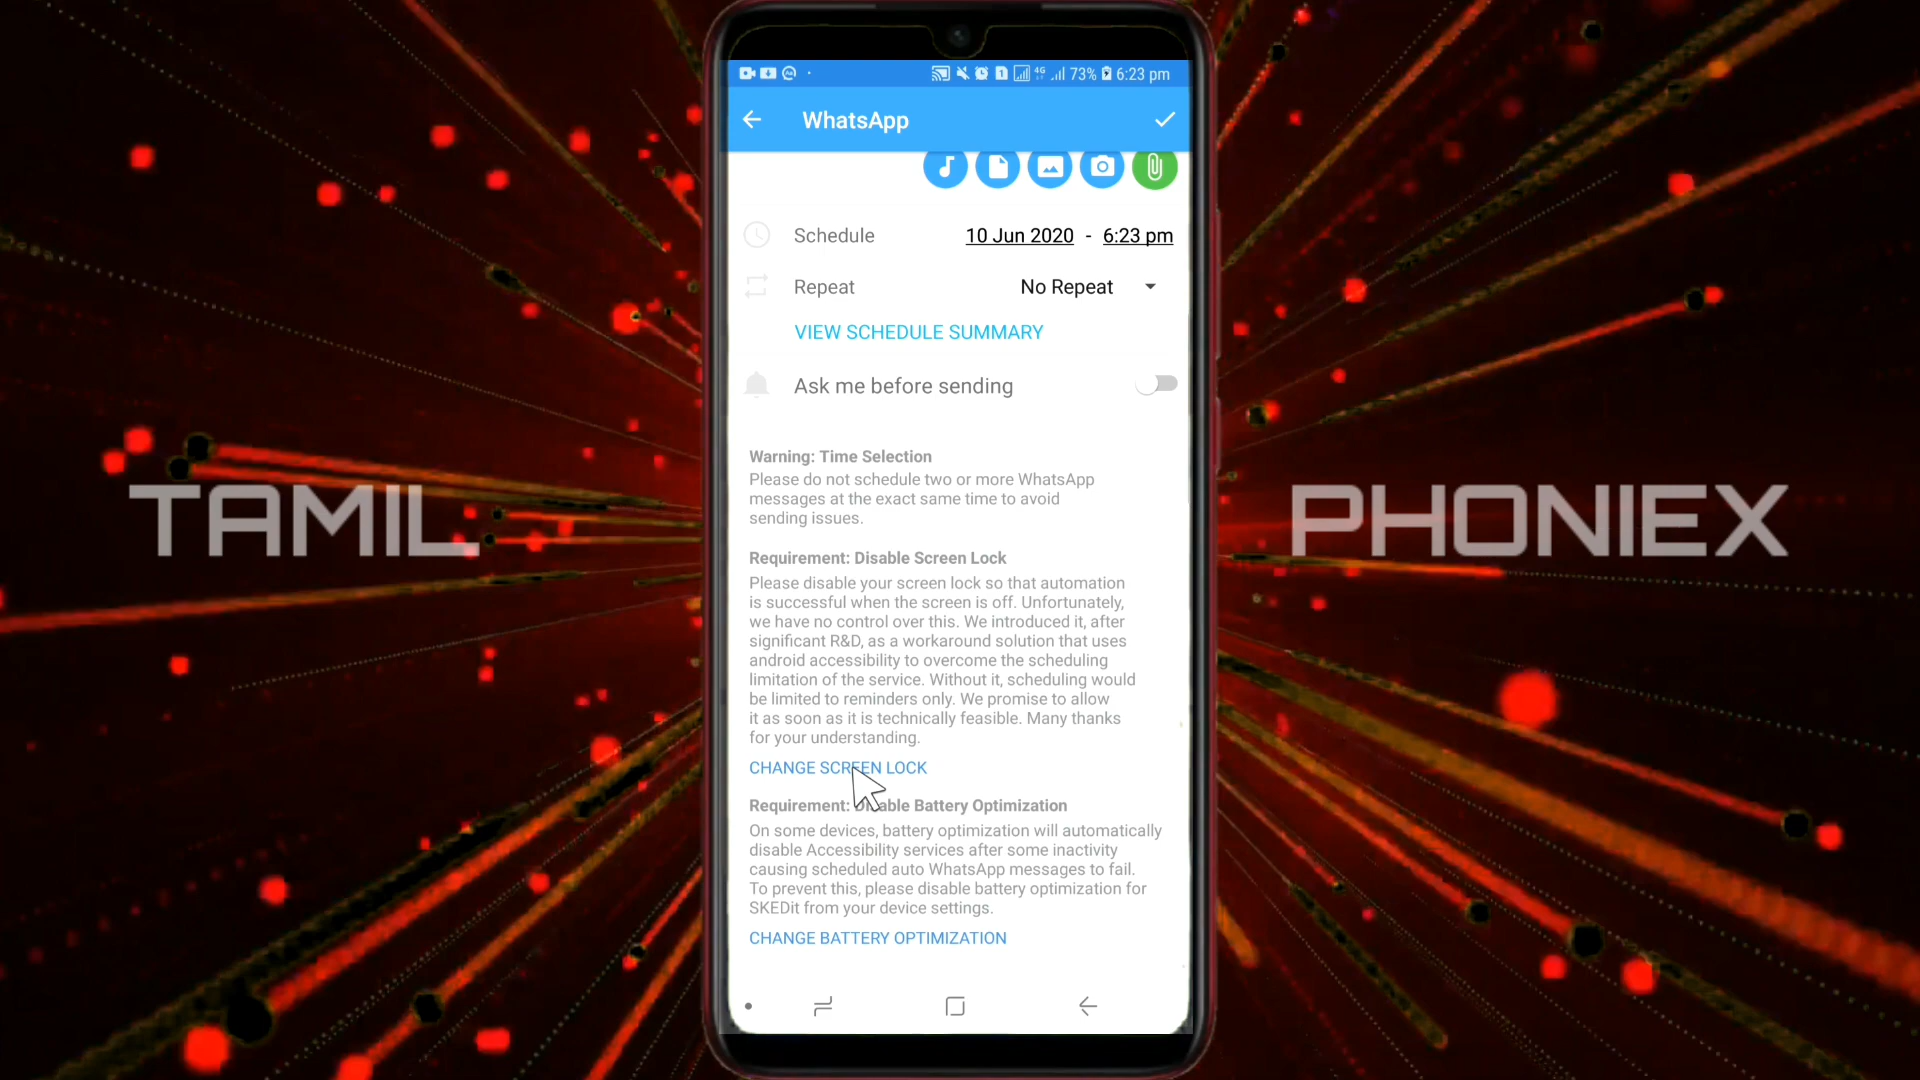 4G 73% 6:23 pm
WhatsApp
Schedule 10 Jun 2020 - 6:23 pm
Repeat No Repeat
VIEW SCHEDULE SUMMARY
Ask me before sending
Warning: Time Selection
Please do not schedule two or more WhatsApp
messages at the exact same time to avoid
sending issues.
TAMIL PHONIEX
Requirement: Disable Screen Lock
Please disable your screen lock so that automation
is successful when the screen is off. Unfortunately,
we have no control over this. We introduced it, after
significant R&D, as a workaround solution that uses
android accessibility to overcome the scheduling
limitation of the service. Without it, scheduling would
be limited to reminders only. We promise to allow
it as soon as it is technically feasible. Many thanks
for your understanding.
CHANGE SCREEN LOCK
Requirement: Disable Battery Optimization
On some devices, battery optimization will automatically
disable Accessibility services after some inactivity
causing scheduled auto WhatsApp messages to fail.
To prevent this, please disable battery optimization for
SKEDit from your device settings.
CHANGE BATTERY OPTIMIZATION